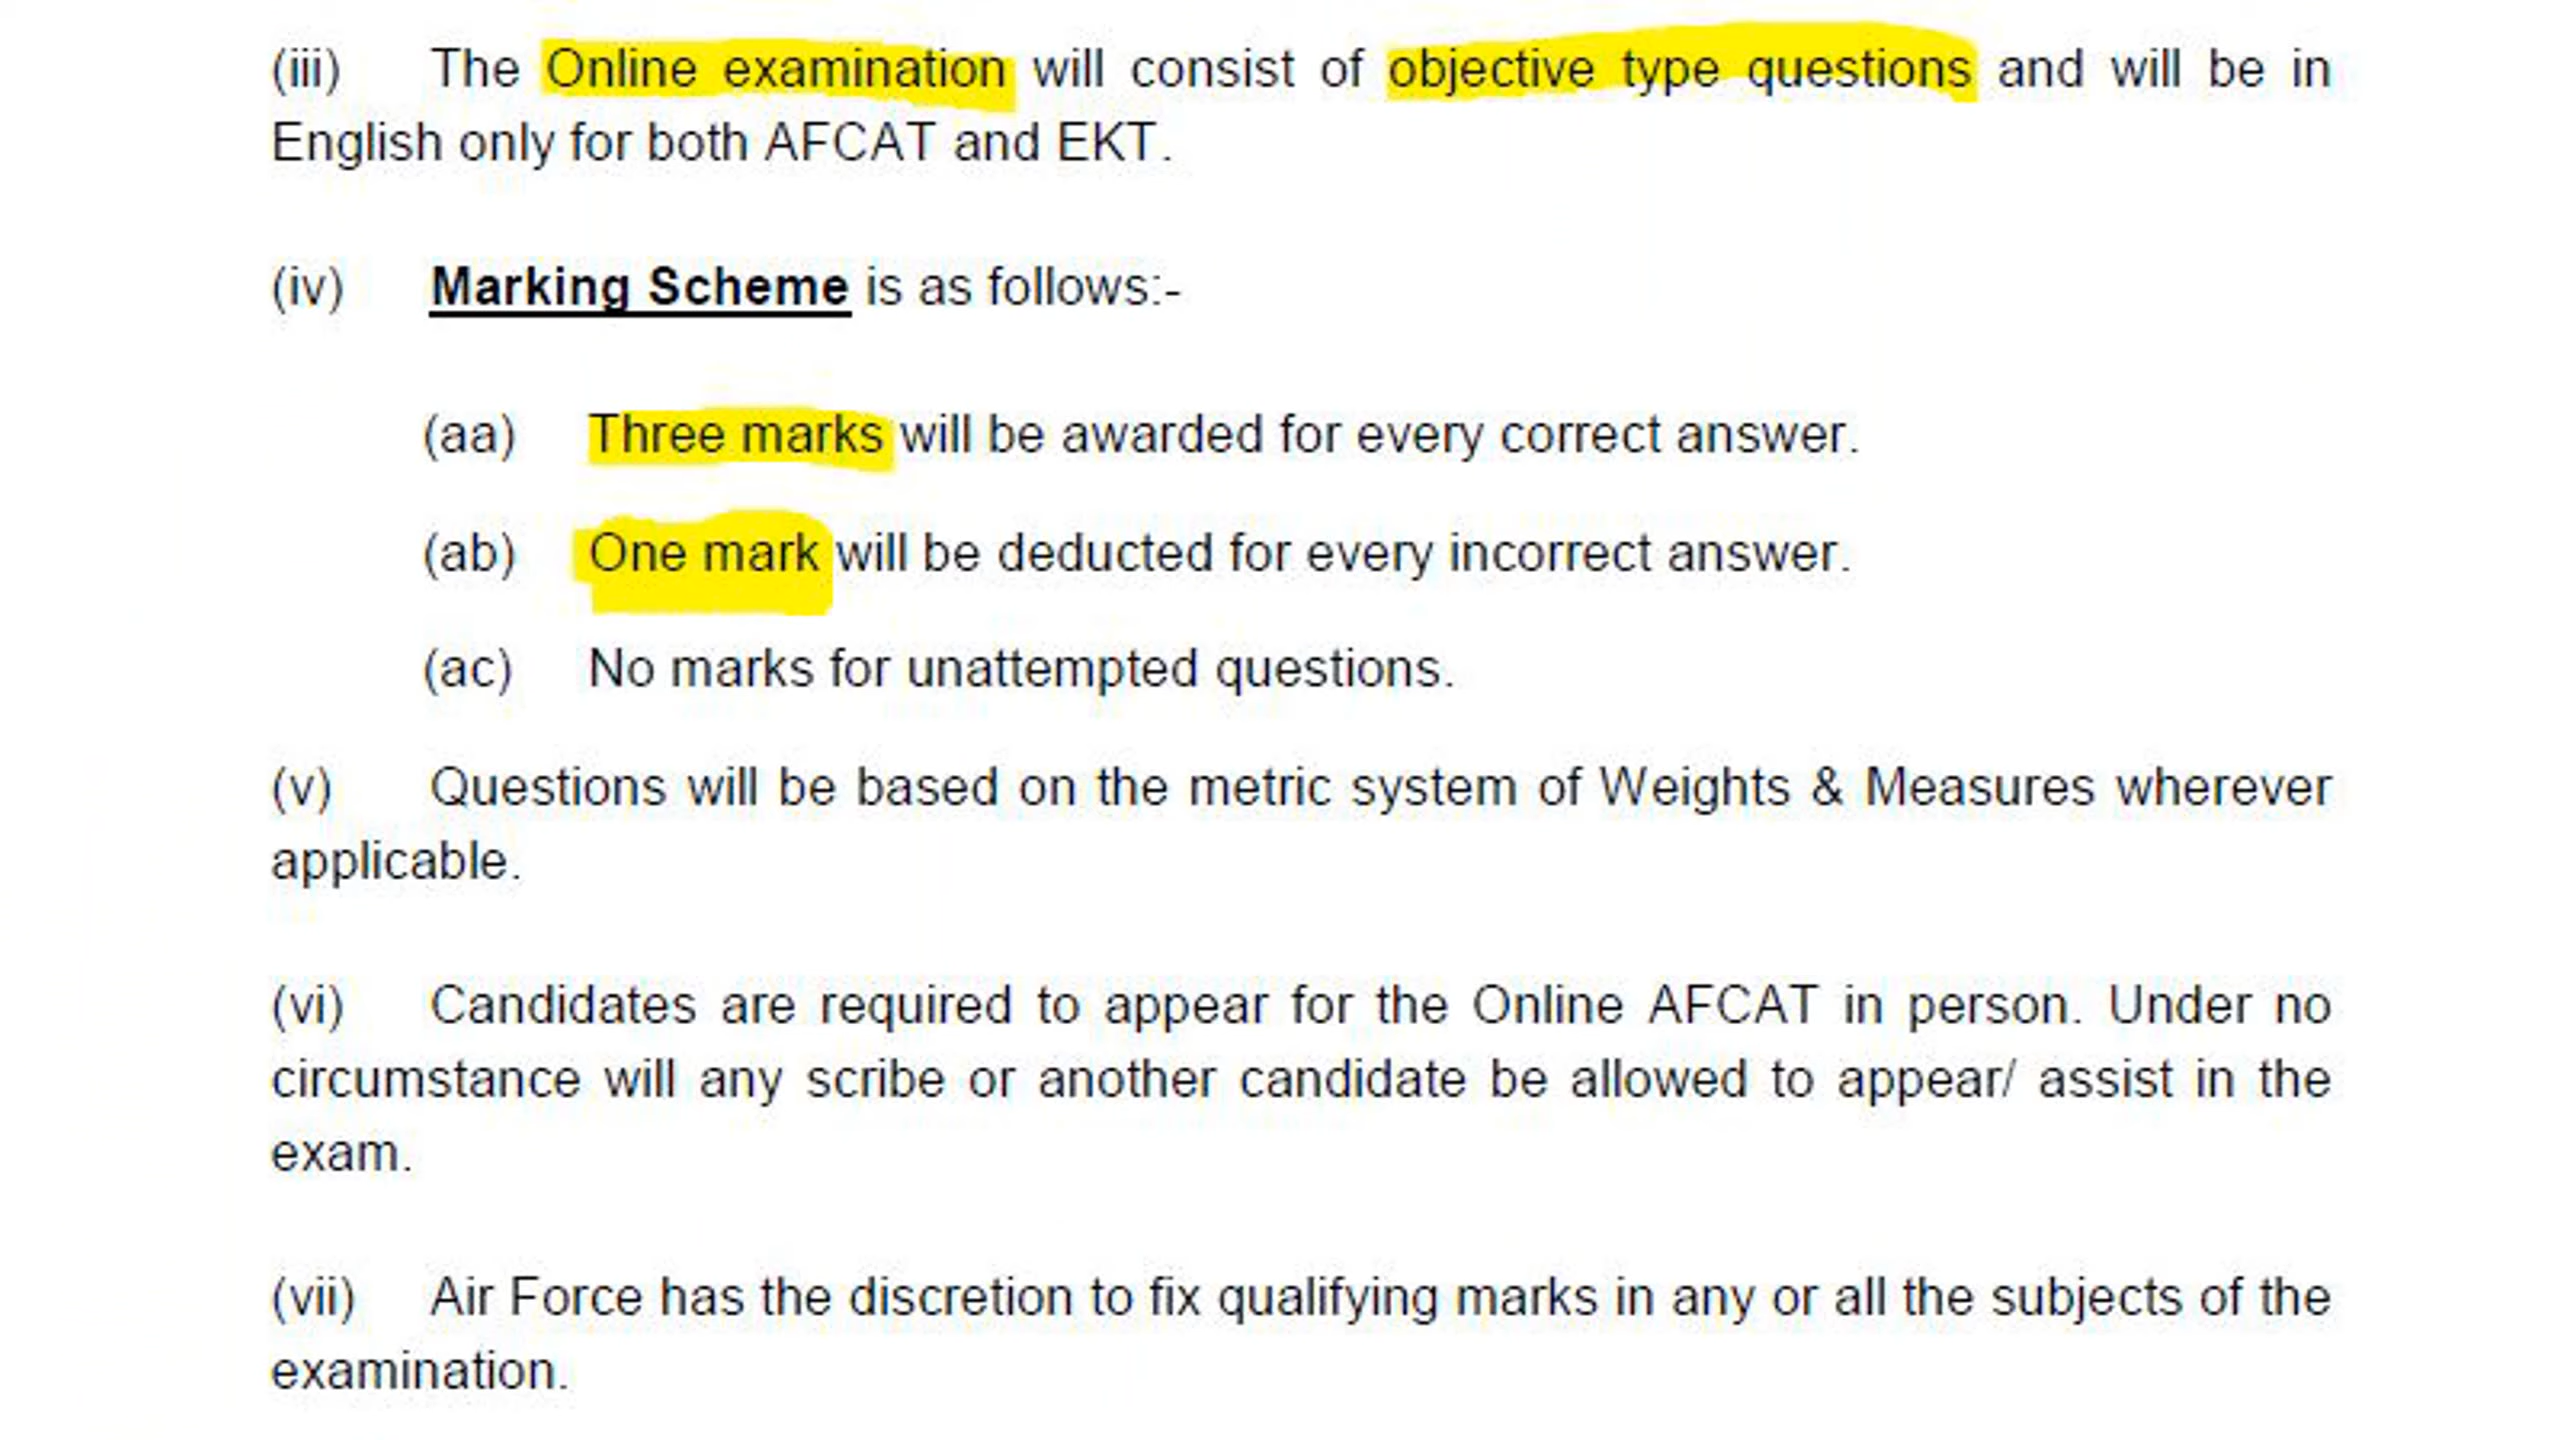 (iii) The Online examination will consist of objective type questions and will be in
English only for both AFCAT and EKT.
(iv) Marking Scheme is as follows:-
(aa) Three marks will be awarded for every correct answer.
(ab) One mark will be deducted for every incorrect answer.
(ac) No marks for unattempted questions.
(v) Questions will be based on the metric system of Weights & Measures wherever
applicable.
(vi) Candidates are required to appear for the Online AFCAT in person. Under no
circumstance will any scribe or another candidate be allowed to appear/ assist in the
exam.
(vii) Air Force has the discretion to fix qualifying marks in any or all the subjects of the
examination.